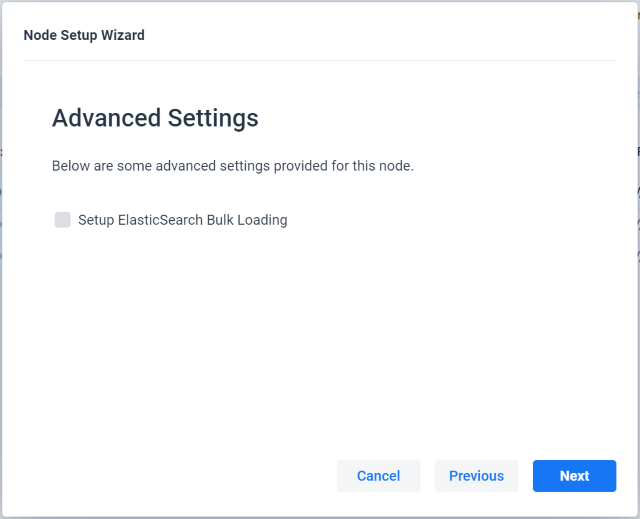 Node Setup Wizard
Advanced Settings
Below are some advanced settings provided for this node.
Setup ElasticSearch Bulk Loading
Cancel Previous Next